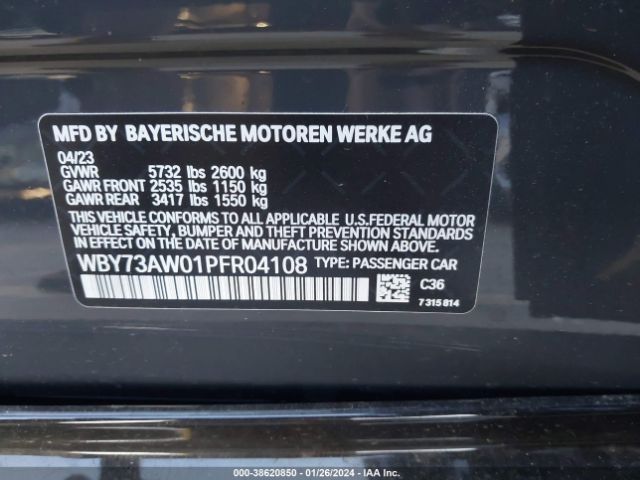 MFD BY BAYERISCHE MOTOREN WERKE AG
04/23
GVWR 5732 lbs 2600 kg
GAWR FRONT 2535 lbs 1150 kg
GAWR REAR 3417 lbs 1550 kg
THIS VEHICLE CONFORMS TO ALL APPLICABLE U.S.FEDERAL MOTOR
VEHICLE SAFETY, BUMPER AND THEFT PREVENTION STANDARDS
IN EFFECT ON THE DATE OF MANUFACTURE SHOWN ABOVE.
WBY73AW01PFR04108 TYPE: PASSENGER CAR
C36
7 315 814
000-38620850 - 01/26/2024 - IAA Inc.